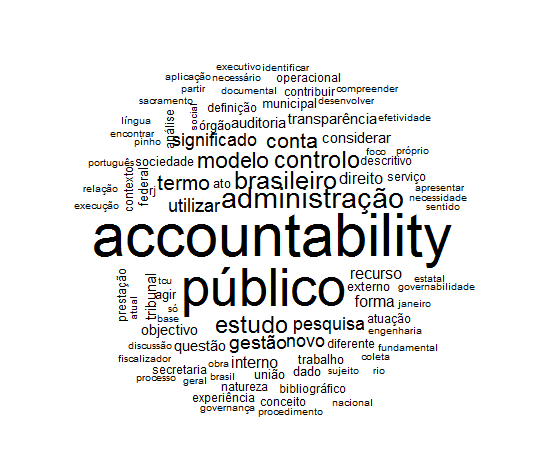 executivo identificar
aplicação necessário operacional
partir documental contribuir compreender
sacramento definição municipal desenvolver
língua análise social órgão auditoria transparência efetividade
encontrar pinho significado conta considerar
português sociedade modelo controlo foco próprio descritivo
contexto federal rj termo ato brasileiro direito serviço
relação utilizar administração apresentar necessidade
execução sentido
accountability
prestação atual tribunal tcu público recurso estatal
agir externo governabilidade
só base forma janeiro
objectivo estudo pesquisa atuação engenharia
discussão questão gestão novo diferente fundamental
fiscalizador obra interno trabalho coleta
secretaria união dado sujeito rio
processo geral brasil natureza bibliográfico
experiência conceito nacional
governança procedimento